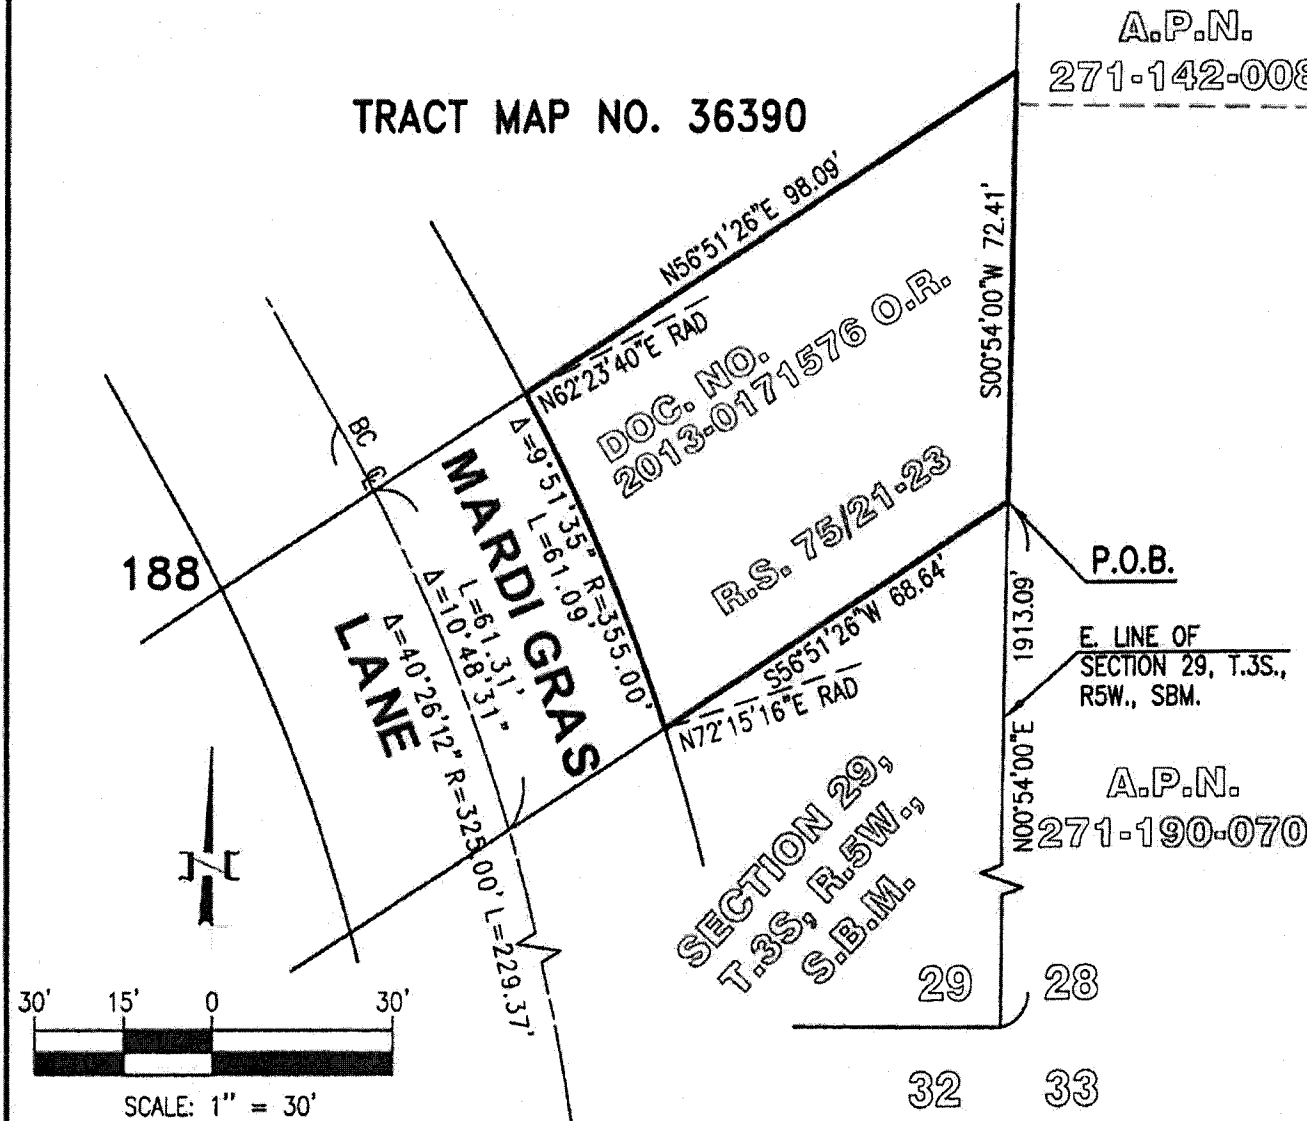 A.P.N.
271-142-008
TRACT MAP NO. 36390
N56°51'26"E 98.09'
S00°54'00"W 72.41'
N62°23'40"E RAD
DOC. NO.
2013-0171576 O.R.
R.S. 75/21-23
BC
℄
Δ=9°51'35" R=355.00'
L=61.09'
MARDI GRAS
LANE
L=61.31'
Δ=10°48'31"
Δ=40°26'12" R=325.00' L=229.37'
188
S56°51'26"W 68.64'
N72°15'16"E RAD
P.O.B.
1913.09'
N00°54'00"E
E. LINE OF
SECTION 29, T.3S.,
R5W., SBM.
A.P.N.
271-190-070
SECTION 29,
T.3S, R.5W.,
S.B.M.
N
29
28
32
33
30' 15' 0 30'
SCALE: 1" = 30'